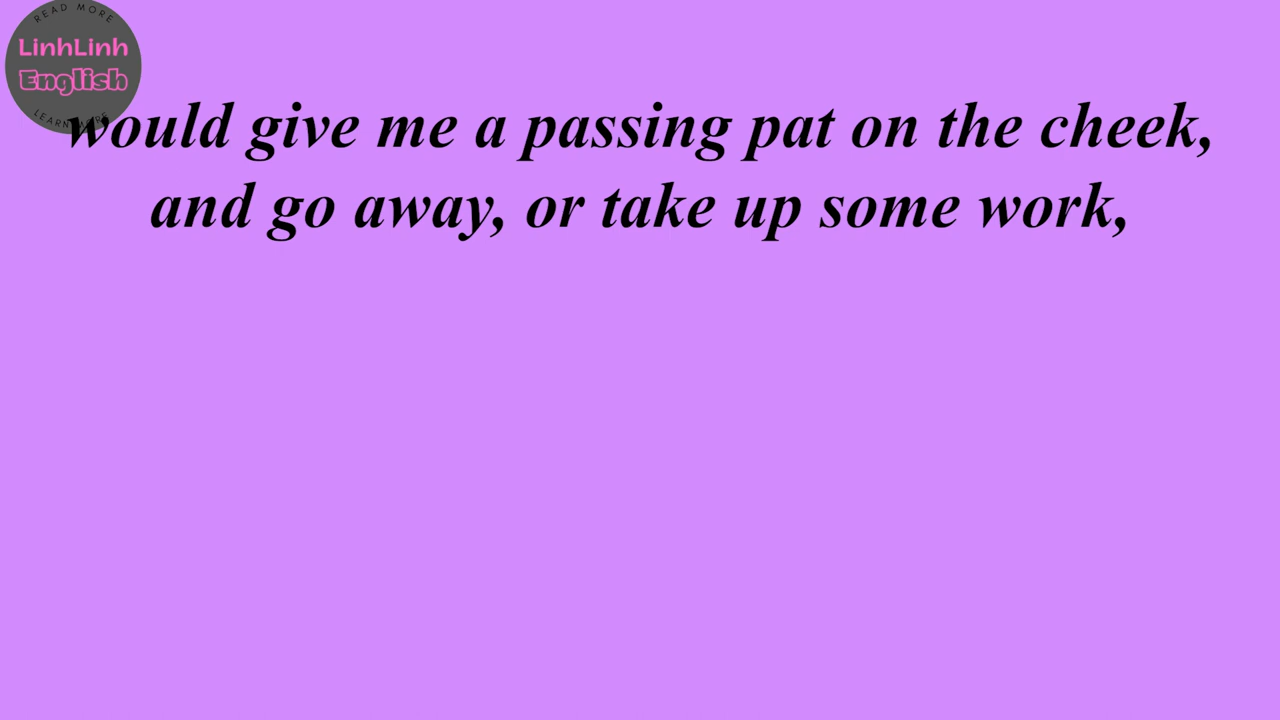 READ MORE
LinhLinh
English
LEARN MORE
would give me a passing pat on the cheek,
and go away, or take up some work,